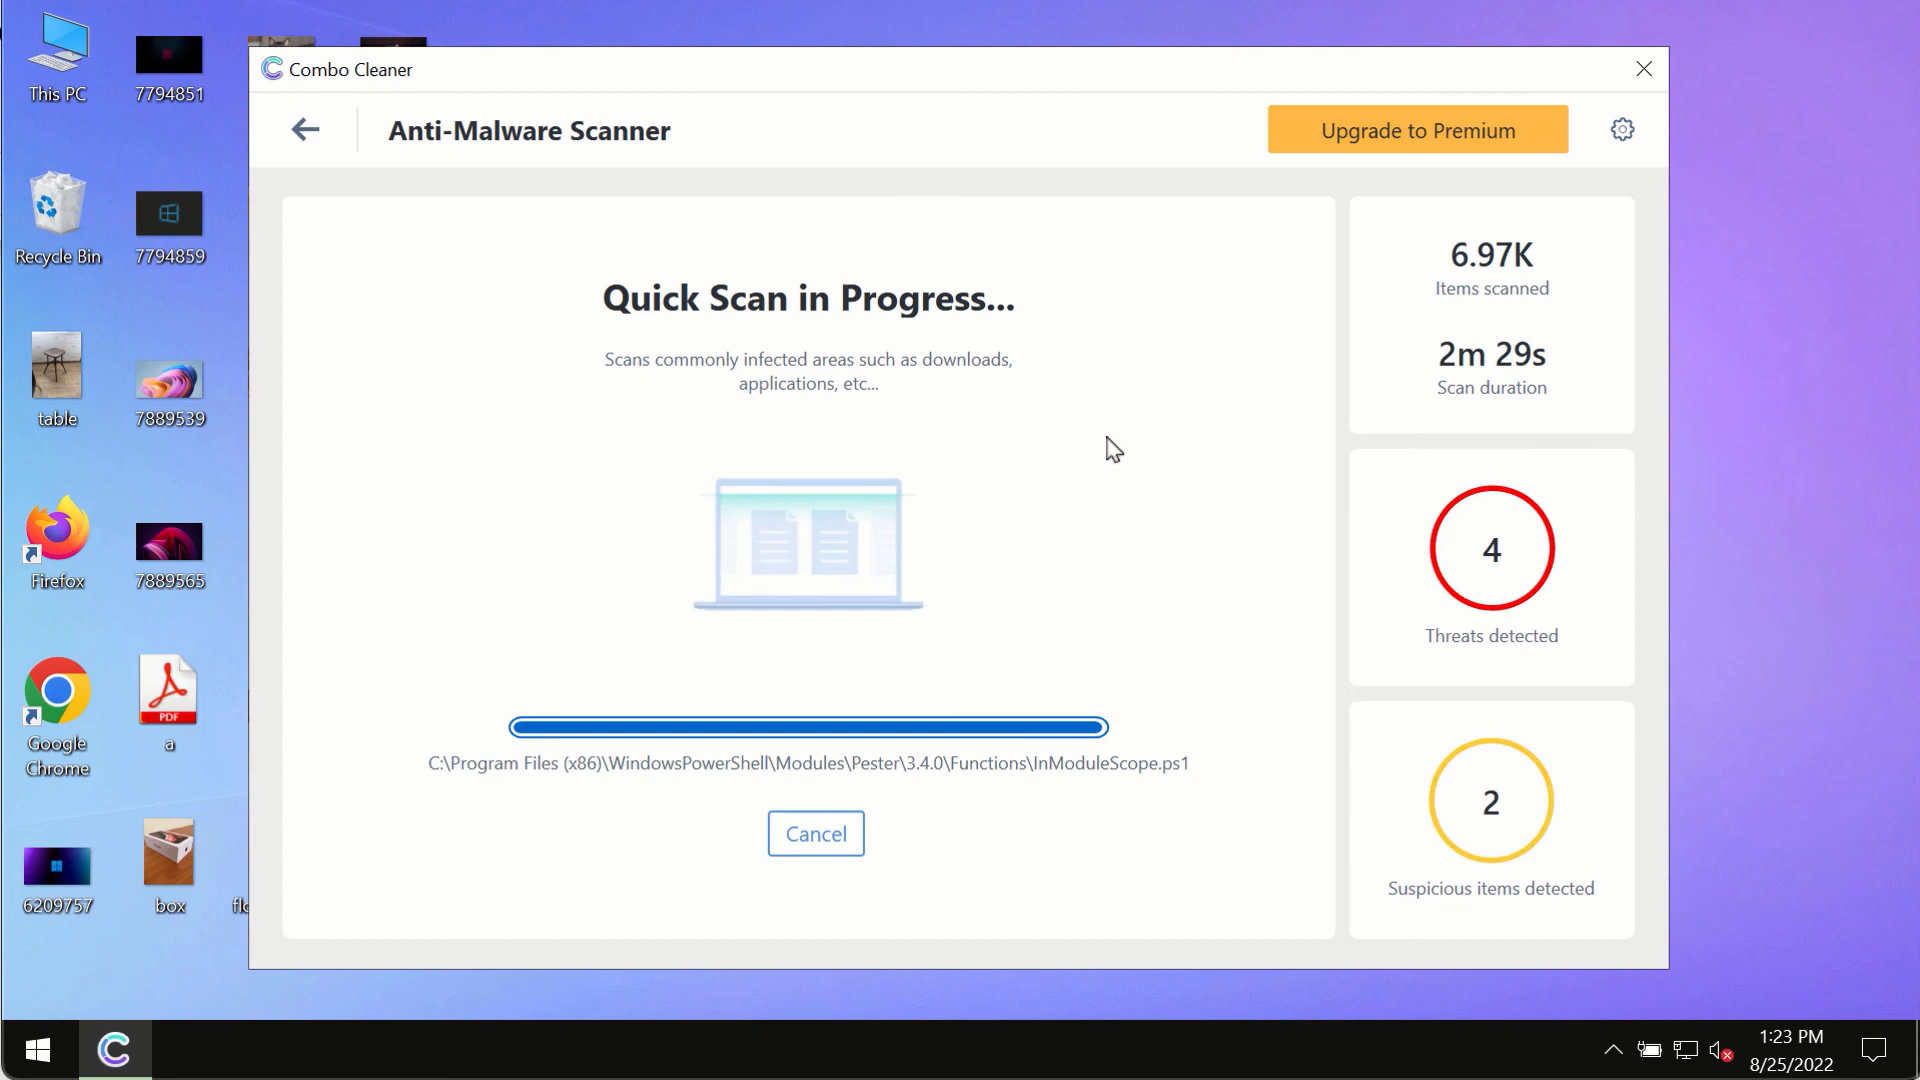 Combo Cleaner
Anti-Malware Scanner
Upgrade to Premium
Quick Scan in Progress...
Scans commonly infected areas such as downloads,
applications, etc...
C:\Program Files (x86)\WindowsPowerShell\Modules\Pester\3.4.0\Functions\InModuleScope.ps1
Cancel
6.97K
Items scanned
2m 29s
Scan duration
4
Threats detected
2
Suspicious items detected
This PC
7794851
Recycle Bin
7794859
table
7889539
Firefox
7889565
Google
Chrome
a
PDF
6209757
box
1:23 PM
8/25/2022